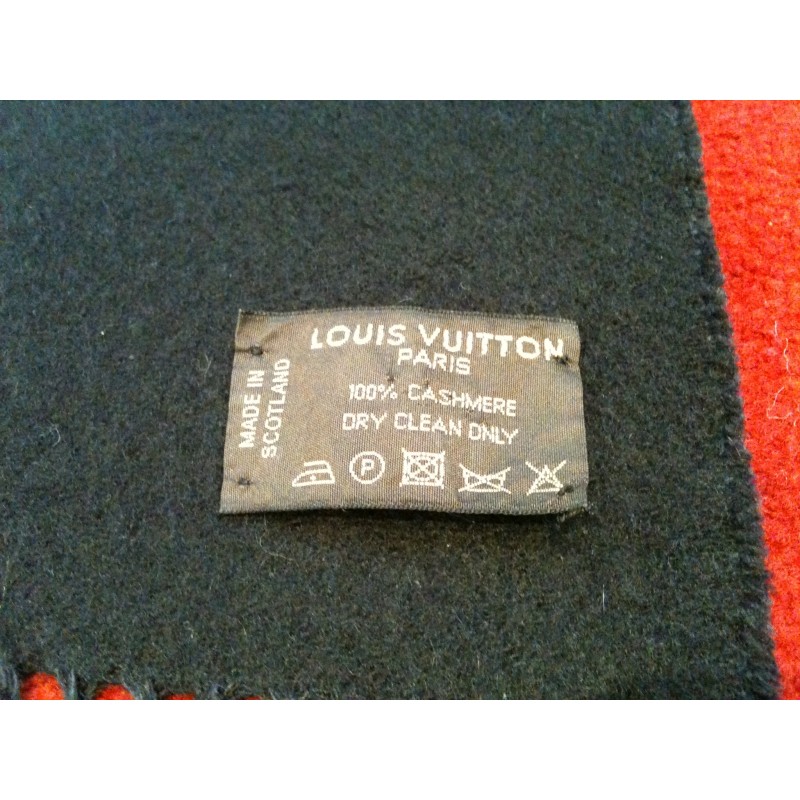 LOUIS VUITTON
PARIS
100% CASHMERE
DRY CLEAN ONLY
MADE IN
SCOTLAND
P